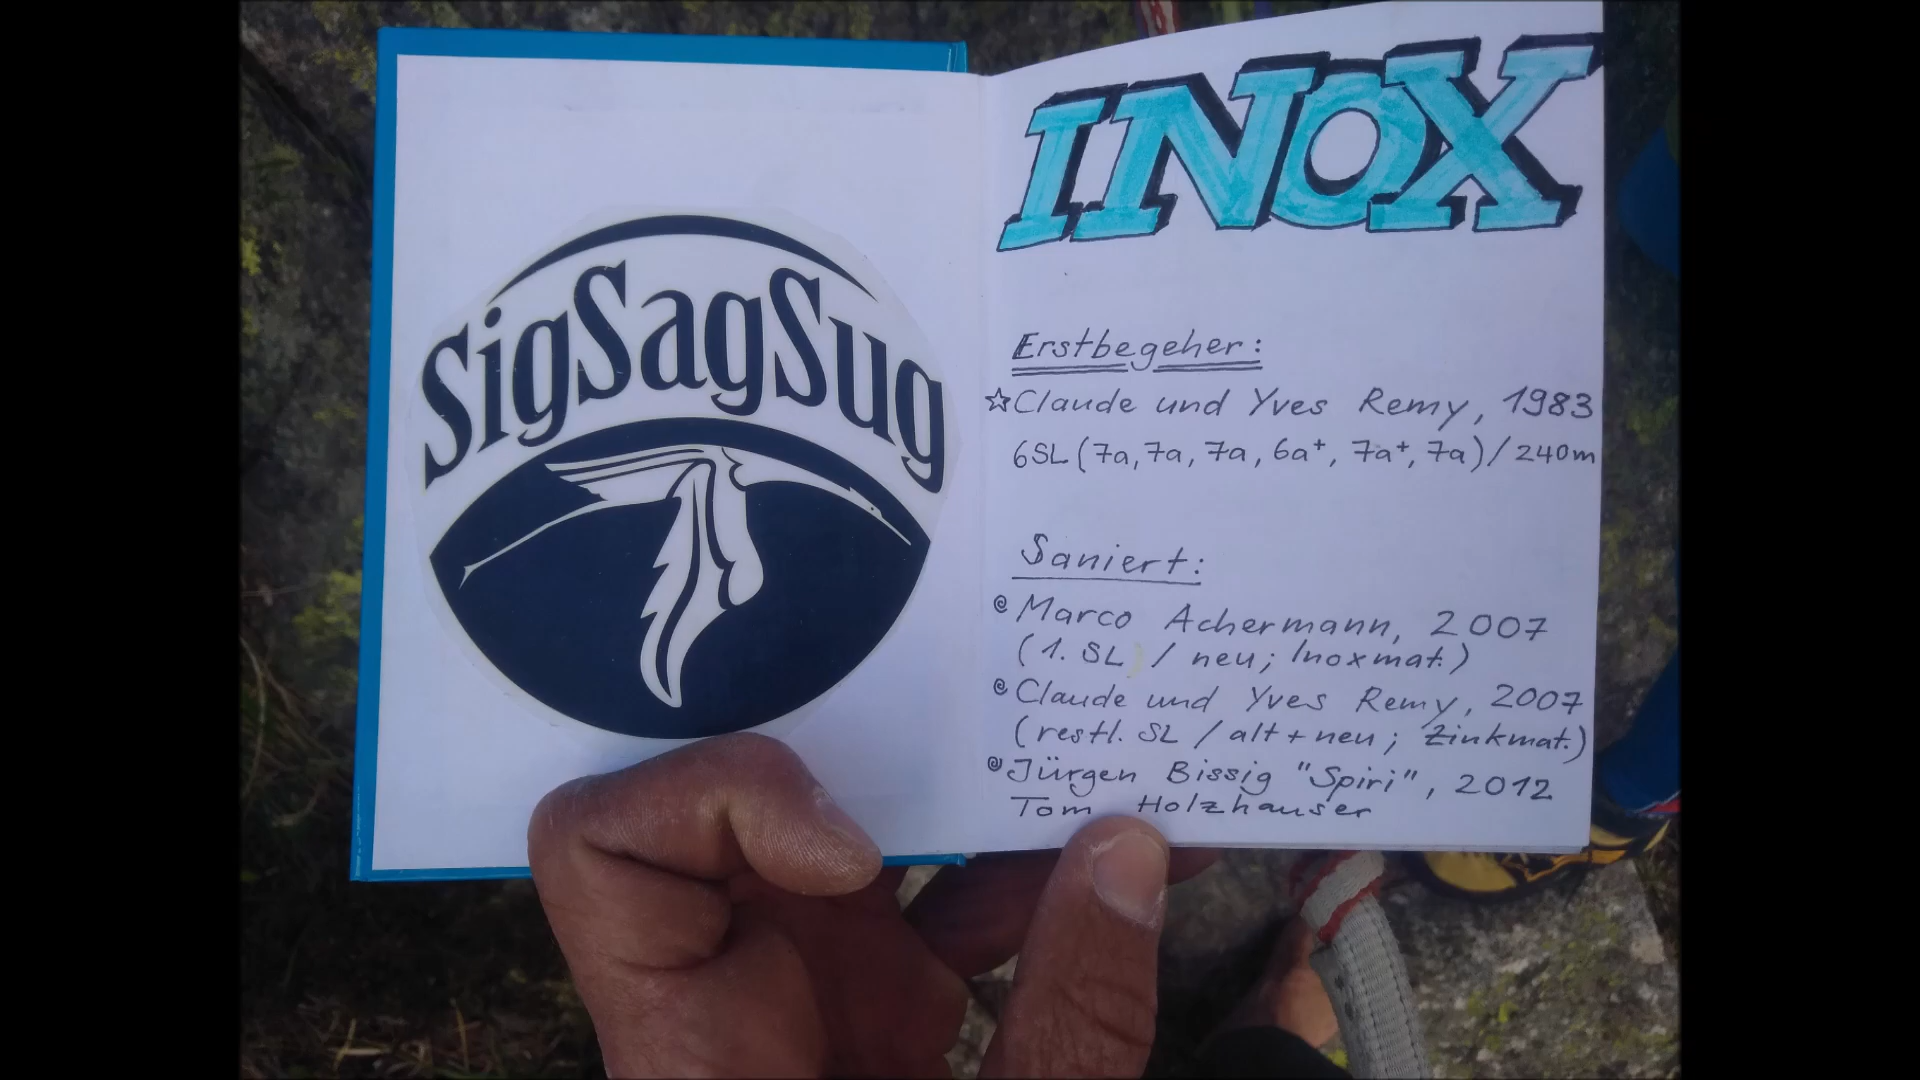 SigSagSug
INOX
Erstbegeher:
☆Claude und Yves Remy, 1983
6SL (7a, 7a, 7a, 6a+, 7a+, 7a) / 240m
Saniert:
Marco Achermann, 2007
(1. SL / neu; Inoxmat.)
Claude und Yves Remy, 2007
(restl. SL / alt + neu; Zinkmat.)
Jürgen Bissig "Spiri", 2012
Tom Holzhauser